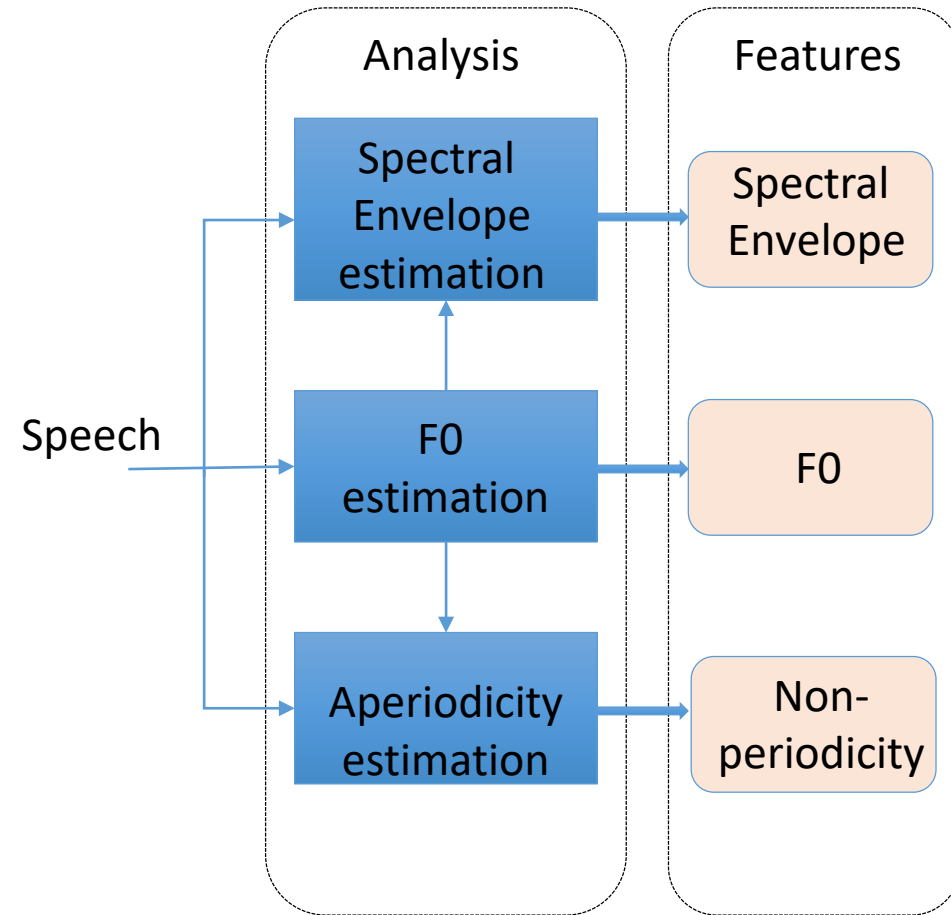 Analysis
Features
Spectral
Envelope
estimation
Spectral
Envelope
Speech
F0
estimation
F0
Aperiodicity
estimation
Non-
periodicity